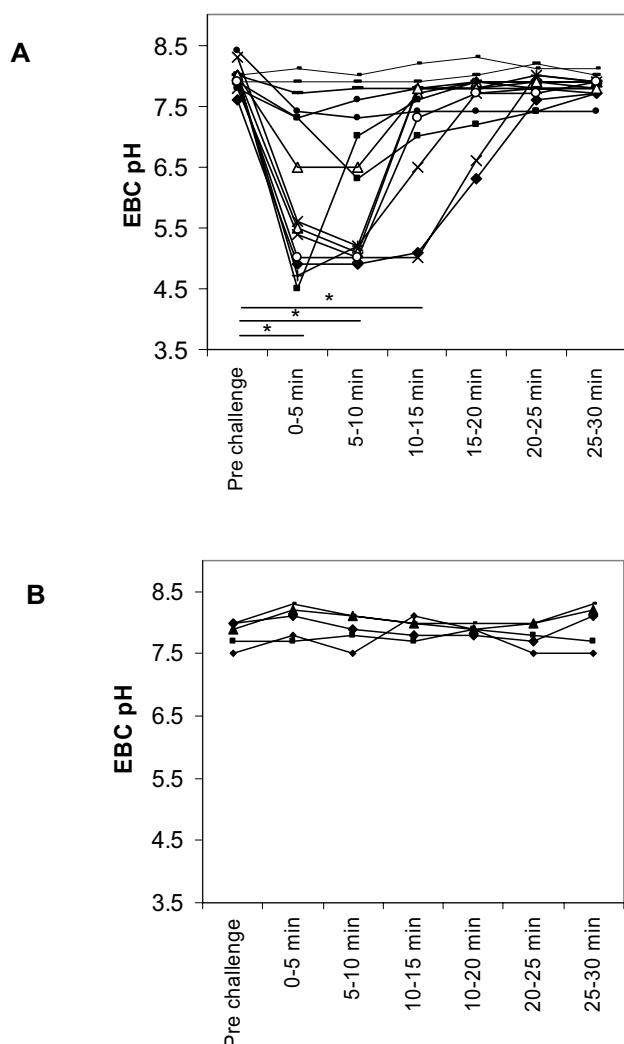 A
EBC pH
8.5
7.5
6.5
5.5
4.5
3.5
*
*
*
Pre challenge
0-5 min
5-10 min
10-15 min
15-20 min
20-25 min
25-30 min
B
EBC pH
8.5
7.5
6.5
5.5
4.5
3.5
Pre challenge
0-5 min
5-10 min
10-15 min
10-20 min
20-25 min
25-30 min